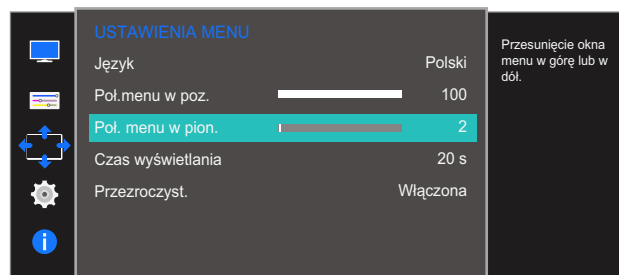 USTAWIENIA MENU
Język Polski
Poł.menu w poz. 100
Poł. menu w pion. 2
Czas wyświetlania 20 s
Przezroczyst. Włączona
Przesunięcie okna
menu w górę lub w
dół.